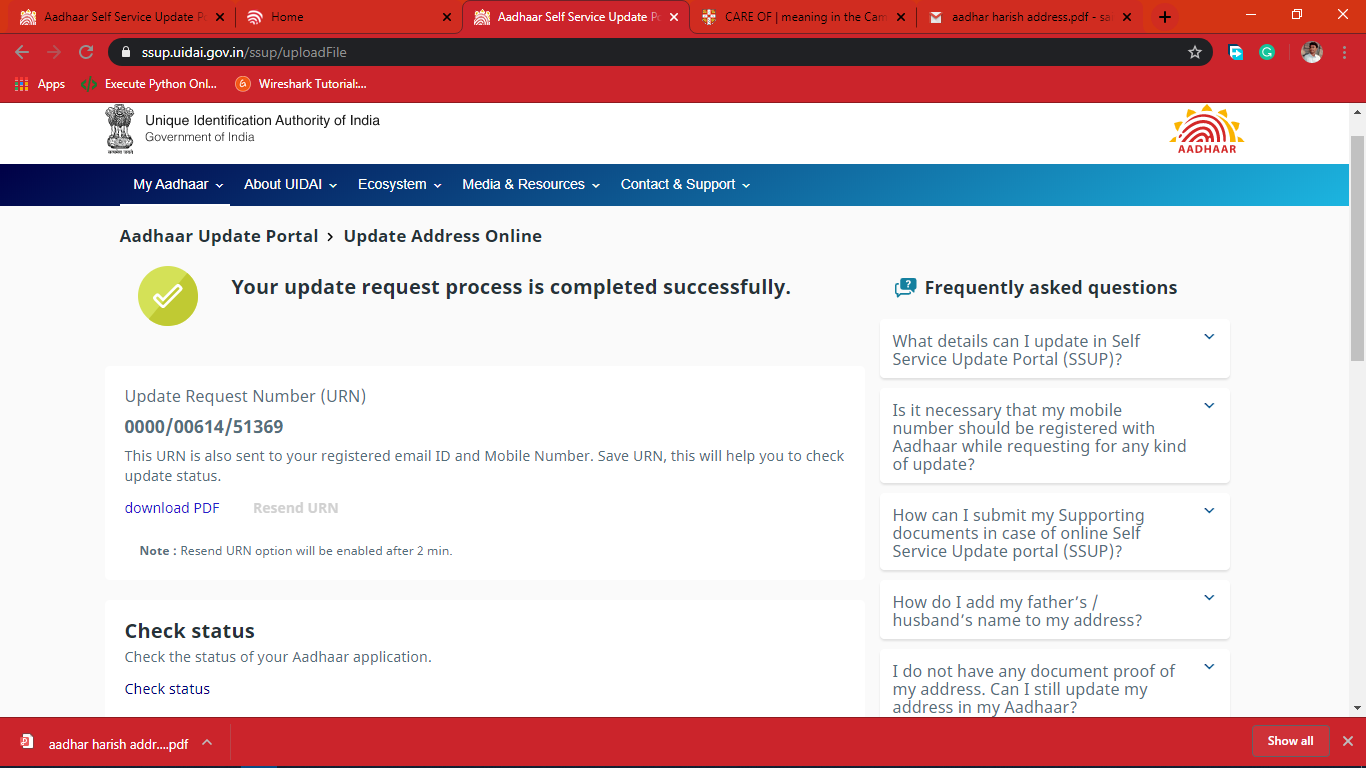 Aadhaar Self Service Update P
Home
Aadhaar Self Service Update Po
CARE OF | meaning in the Cam
aadhar harish address.pdf - sai
ssup.uidai.gov.in/ssup/uploadFile
Apps
Execute Python Onl...
Wireshark Tutorial:...
Unique Identification Authority of India
Government of India
AADHAAR
My Aadhaar
About UIDAI
Ecosystem
Media & Resources
Contact & Support
Aadhaar Update Portal > Update Address Online
Your update request process is completed successfully.
Update Request Number (URN)
0000/00614/51369
This URN is also sent to your registered email ID and Mobile Number. Save URN, this will help you to check
update status.
download PDF
Resend URN
Note : Resend URN option will be enabled after 2 min.
Check status
Check the status of your Aadhaar application.
Check status
Frequently asked questions
What details can I update in Self
Service Update Portal (SSUP)?
Is it necessary that my mobile
number should be registered with
Aadhaar while requesting for any kind
of update?
How can I submit my Supporting
documents in case of online Self
Service Update portal (SSUP)?
How do I add my father's /
husband's name to my address?
I do not have any document proof of
my address. Can I still update my
address in my Aadhaar?
aadhar harish addr....pdf
Show all